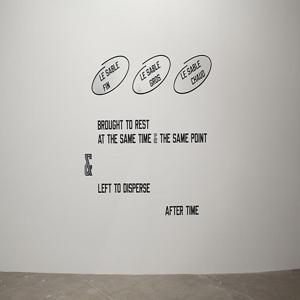 LE SABLE
FIN
LE SABLE
GROS
LE SABLE
CHAUD
BROUGHT TO REST
AT THE SAME TIME & THE SAME POINT
&
LEFT TO DISPERSE
AFTER TIME